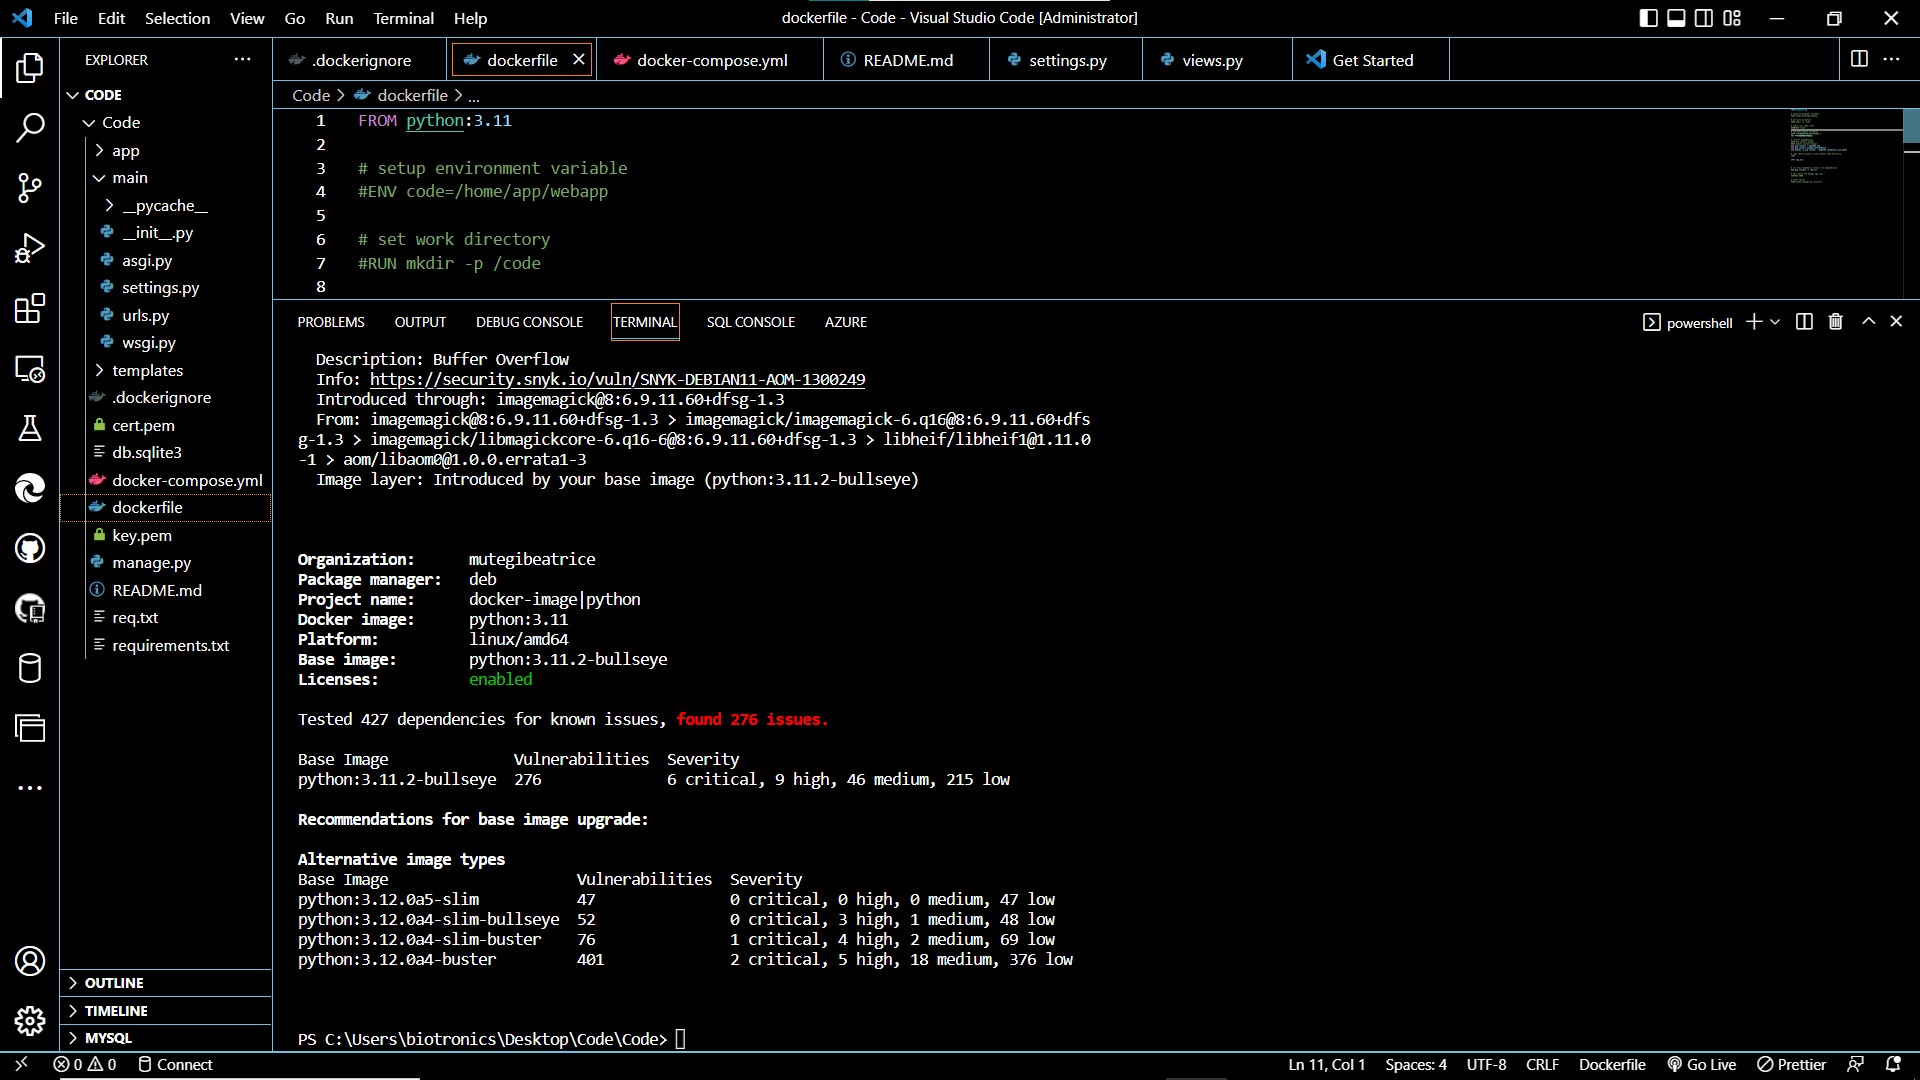 File Edit Selection View Go Run Terminal Help
dockerfile - Code - Visual Studio Code [Administrator]
EXPLORER
.dockerignore
dockerfile
docker-compose.yml
README.md
settings.py
views.py
Get Started
CODE
Code
app
main
__pycache__
__init__.py
asgi.py
settings.py
urls.py
wsgi.py
templates
.dockerignore
cert.pem
db.sqlite3
docker-compose.yml
dockerfile
key.pem
manage.py
README.md
req.txt
requirements.txt
OUTLINE
TIMELINE
MYSQL
Code > dockerfile > ...
1 FROM python:3.11
2
3 # setup environment variable
4 #ENV code=/home/app/webapp
5
6 # set work directory
7 #RUN mkdir -p /code
8
PROBLEMS OUTPUT DEBUG CONSOLE TERMINAL SQL CONSOLE AZURE
powershell
Description: Buffer Overflow
Info: https://security.snyk.io/vuln/SNYK-DEBIAN11-AOM-1300249
Introduced through: imagemagick@8:6.9.11.60+dfsg-1.3
From: imagemagick@8:6.9.11.60+dfsg-1.3 > imagemagick/imagemagick-6.q16@8:6.9.11.60+dfs
g-1.3 > imagemagick/libmagickcore-6.q16-6@8:6.9.11.60+dfsg-1.3 > libheif/libheif1@1.11.0
-1 > aom/libaom0@1.0.0.errata1-3
Image layer: Introduced by your base image (python:3.11.2-bullseye)
Organization: mutegibeatrice
Package manager: deb
Project name: docker-image|python
Docker image: python:3.11
Platform: linux/amd64
Base image: python:3.11.2-bullseye
Licenses: enabled
Tested 427 dependencies for known issues, found 276 issues.
Base Image Vulnerabilities Severity
python:3.11.2-bullseye 276 6 critical, 9 high, 46 medium, 215 low
Recommendations for base image upgrade:
Alternative image types
Base Image Vulnerabilities Severity
python:3.12.0a5-slim 47 0 critical, 0 high, 0 medium, 47 low
python:3.12.0a4-slim-bullseye 52 0 critical, 3 high, 1 medium, 48 low
python:3.12.0a4-slim-buster 76 1 critical, 4 high, 2 medium, 69 low
python:3.12.0a4-buster 401 2 critical, 5 high, 18 medium, 376 low
PS C:\Users\biotronics\Desktop\Code\Code>
0 0 Connect
Ln 11, Col 1 Spaces: 4 UTF-8 CRLF Dockerfile Go Live Prettier